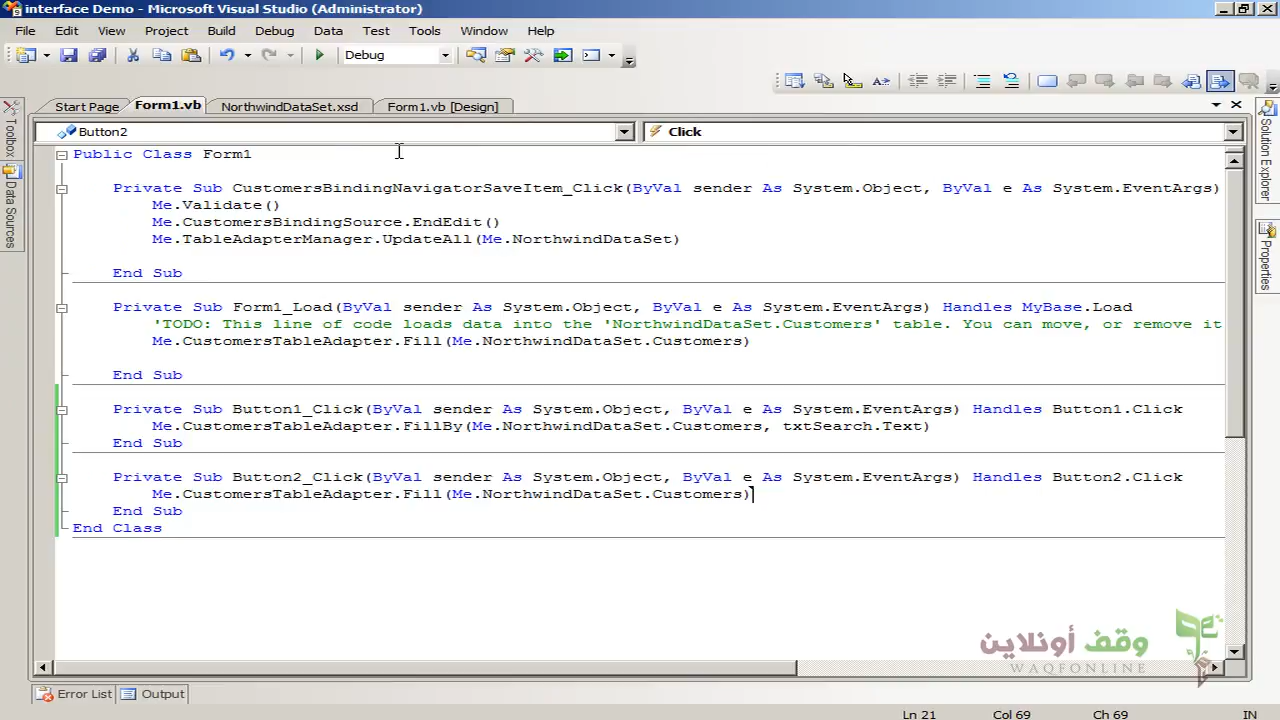 interface Demo - Microsoft Visual Studio (Administrator)
File Edit View Project Build Debug Data Test Tools Window Help
Debug
Start Page Form1.vb NorthwindDataSet.xsd Form1.vb [Design]
Button2 Click
Toolbox
Data Sources
Solution Explorer
Properties
Public Class Form1
Private Sub CustomersBindingNavigatorSaveItem_Click(ByVal sender As System.Object, ByVal e As System.EventArgs)
Me.Validate()
Me.CustomersBindingSource.EndEdit()
Me.TableAdapterManager.UpdateAll(Me.NorthwindDataSet)
End Sub
Private Sub Form1_Load(ByVal sender As System.Object, ByVal e As System.EventArgs) Handles MyBase.Load
'TODO: This line of code loads data into the 'NorthwindDataSet.Customers' table. You can move, or remove it
Me.CustomersTableAdapter.Fill(Me.NorthwindDataSet.Customers)
End Sub
Private Sub Button1_Click(ByVal sender As System.Object, ByVal e As System.EventArgs) Handles Button1.Click
Me.CustomersTableAdapter.FillBy(Me.NorthwindDataSet.Customers, txtSearch.Text)
End Sub
Private Sub Button2_Click(ByVal sender As System.Object, ByVal e As System.EventArgs) Handles Button2.Click
Me.CustomersTableAdapter.Fill(Me.NorthwindDataSet.Customers)
End Sub
End Class
وقف أونلاين
WAQFONLINE
Error List Output
Ln 21 Col 69 Ch 69 IN